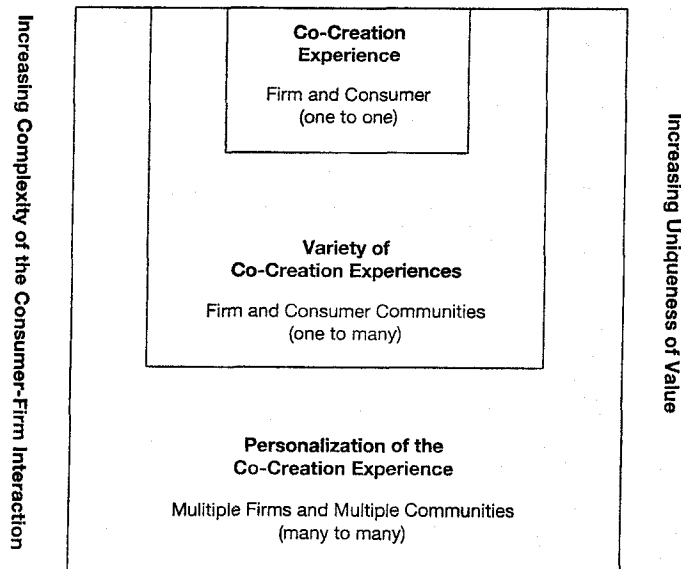 Increasing Complexity of the Consumer-Firm Interaction
Co-Creation
Experience
Firm and Consumer
(one to one)
Variety of
Co-Creation Experiences
Firm and Consumer Communities
(one to many)
Personalization of the
Co-Creation Experience
Mulitiple Firms and Multiple Communities
(many to many)
Increasing Uniqueness of Value